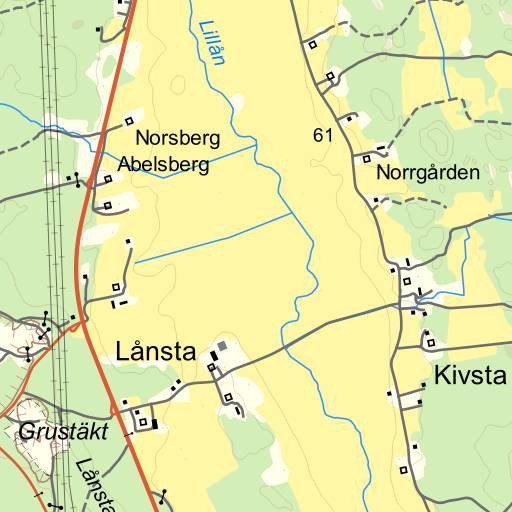 Lillån
61
Norsberg
Abelsberg
Norrgården
Lånsta
Kivsta
Grustäkt
Lånsta